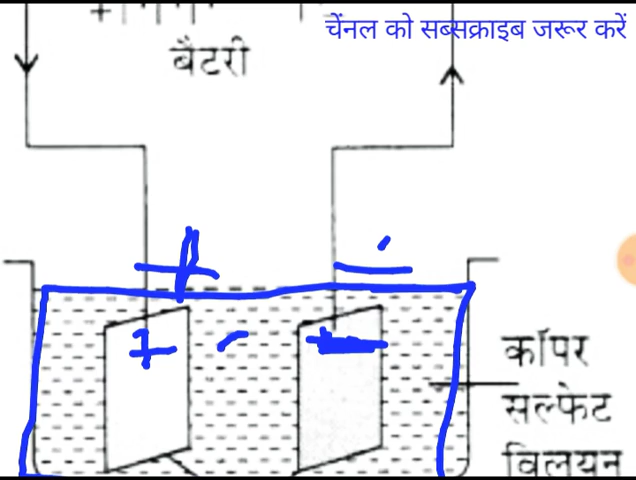 चेंनल को सब्सक्राइब जरूर करें
बैटरी
कॉपर
सल्फेट
विलयन